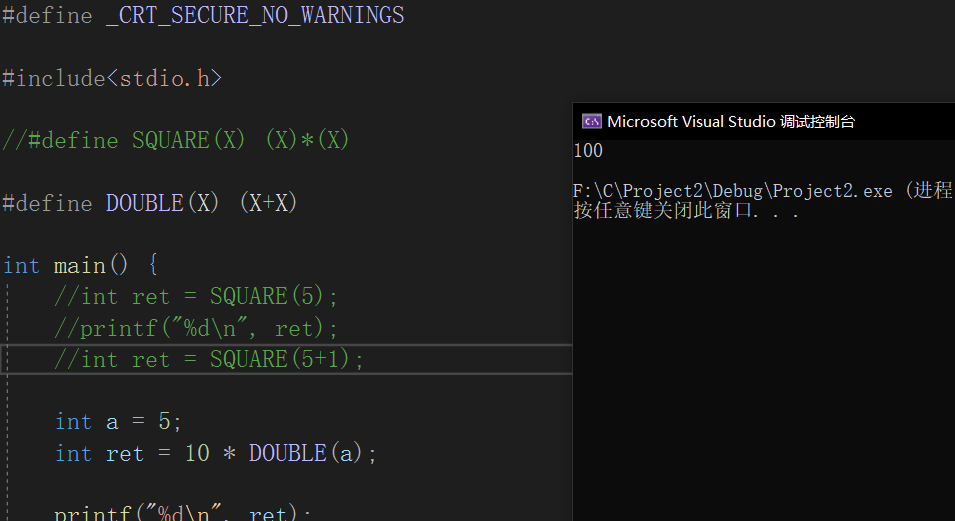 #define _CRT_SECURE_NO_WARNINGS
#include<stdio.h>
//#define SQUARE(X) (X)*(X)
#define DOUBLE(X) (X+X)
int main() {
//int ret = SQUARE(5);
//printf("%d\n", ret);
//int ret = SQUARE(5+1);
int a = 5;
int ret = 10 * DOUBLE(a);
printf("%d\n", ret);
Microsoft Visual Studio 调试控制台
100
F:\C\Project2\Debug\Project2.exe (进程
按任意键关闭此窗口. . .